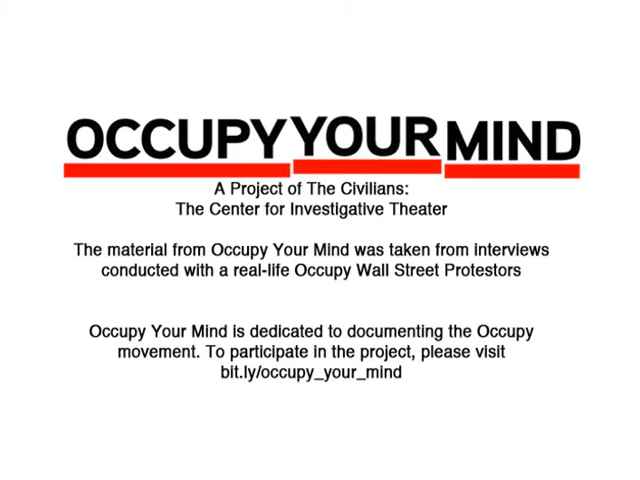 OCCUPY YOUR MIND
A Project of The Civilians:
The Center for Investigative Theater
The material from Occupy Your Mind was taken from interviews
conducted with a real-life Occupy Wall Street Protestors
Occupy Your Mind is dedicated to documenting the Occupy
movement. To participate in the project, please visit
bit.ly/occupy_your_mind